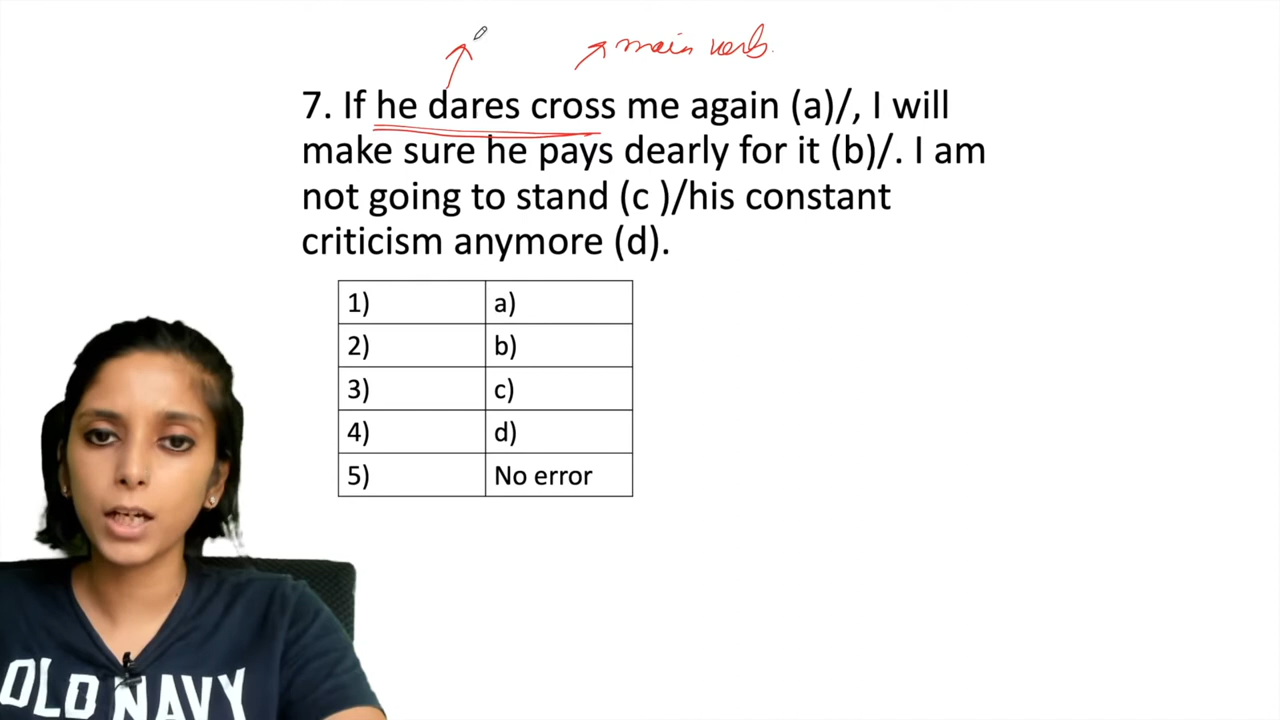 main verb.
7. If he dares cross me again (a)/, I will
make sure he pays dearly for it (b)/. I am
not going to stand (c )/his constant
criticism anymore (d).
1) a)
2) b)
3) c)
4) d)
5) No error
OLD NAVY